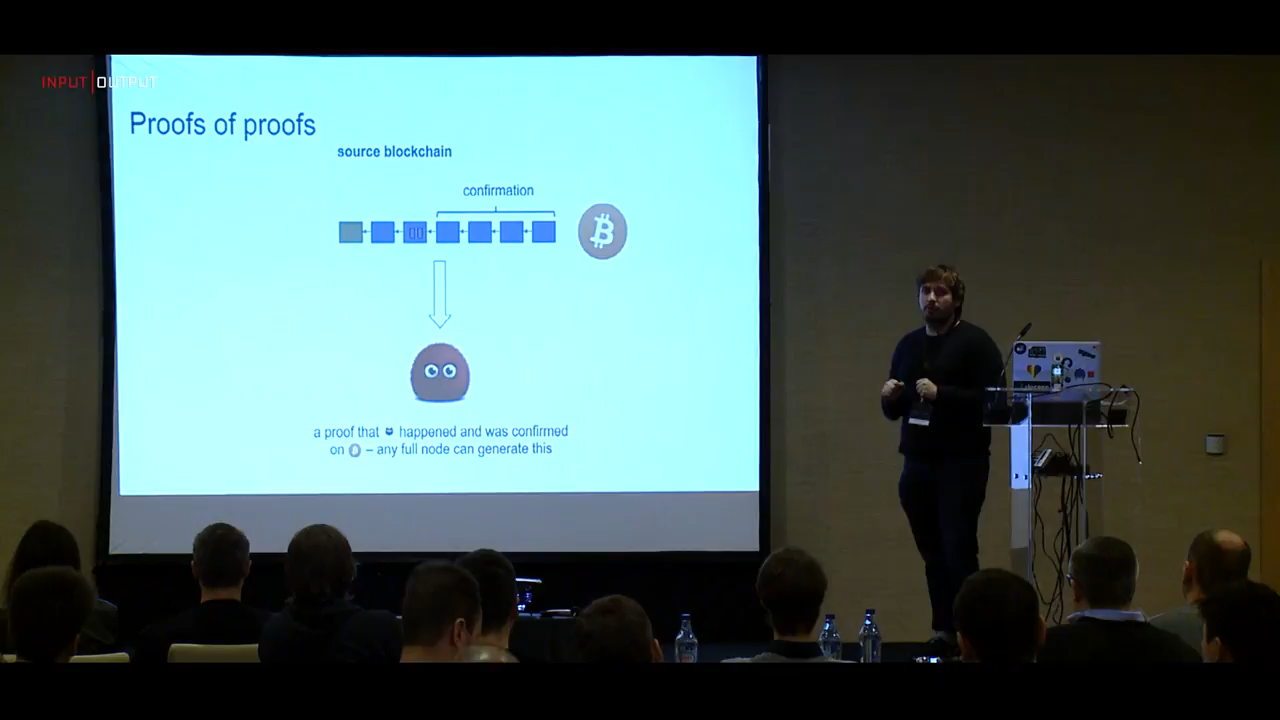 INPUT|OUTPUT
Proofs of proofs
source blockchain
confirmation
a proof that happened and was confirmed
on – any full node can generate this